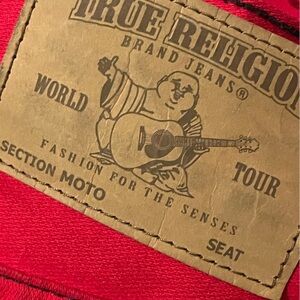 TRUE RELIGIO
BRAND JEANS®
WORLD TOUR
FASHION FOR THE SENSES
SECTION MOTO SEAT